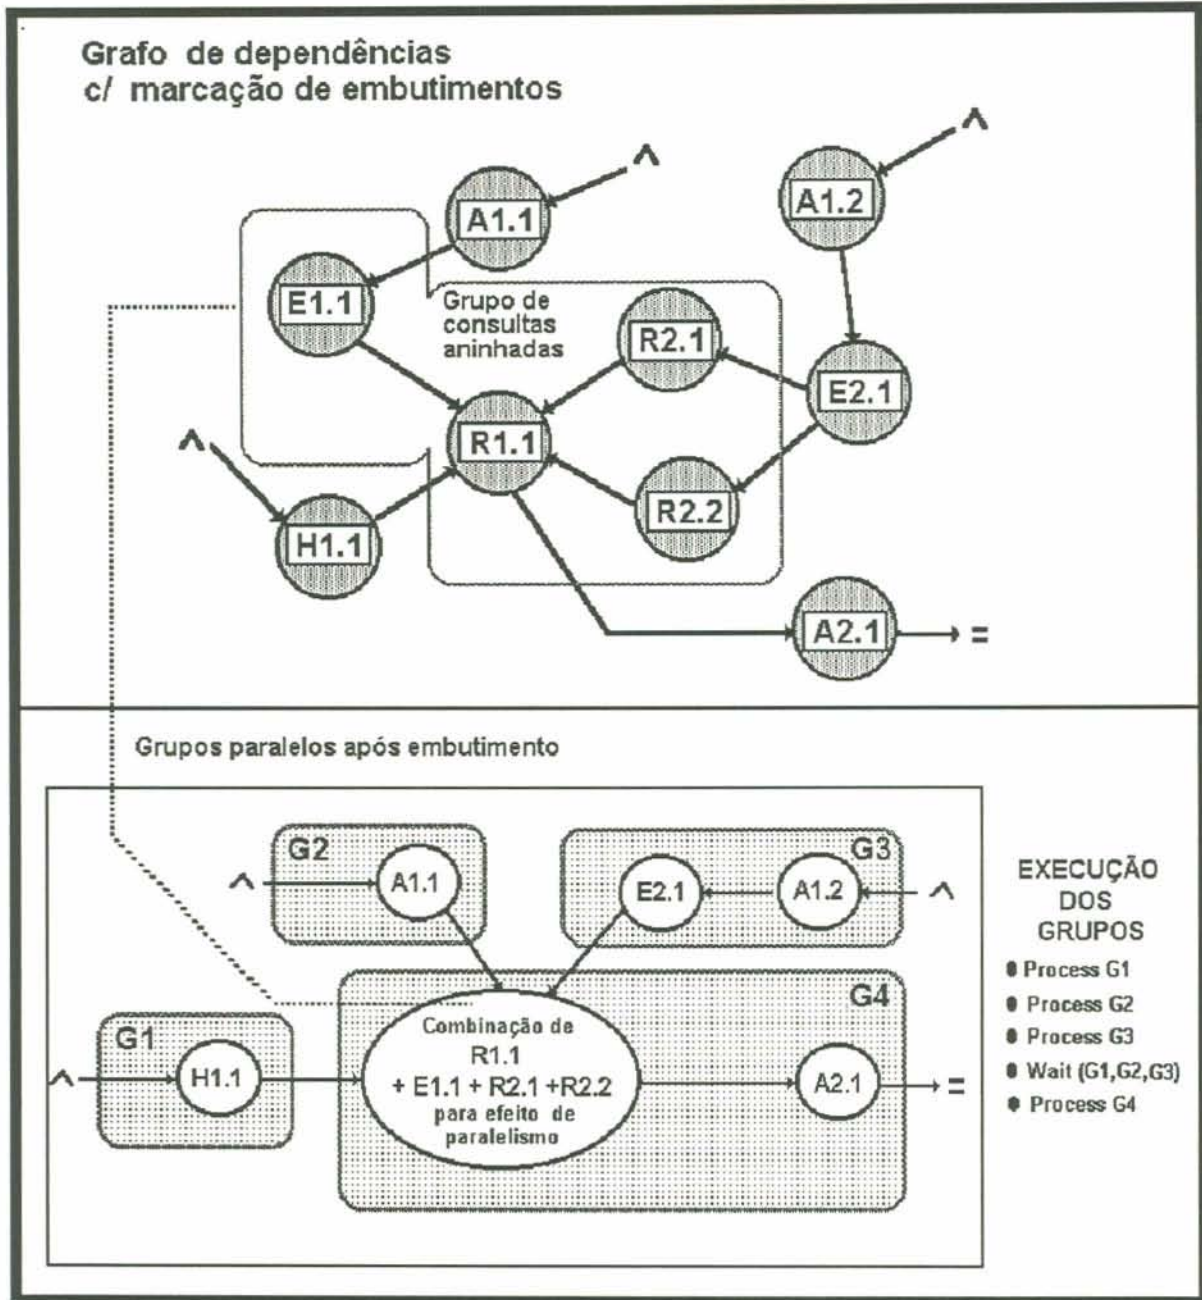 Grafo de dependências
c/ marcação de embutimentos
^
^
A1.1
A1.2
E1.1
Grupo de
consultas
aninhadas
R2.1
E2.1
^
R1.1
R2.2
H1.1
A2.1
=
Grupos paralelos após embutimento
G2
^
A1.1
G3
E2.1
A1.2
^
G1
^
H1.1
G4
Combinação de
R1.1
+ E1.1 + R2.1 +R2.2
para efeito de
paralelismo
A2.1
=
EXECUÇÃO
DOS
GRUPOS
Process G1
Process G2
Process G3
Wait (G1,G2,G3)
Process G4